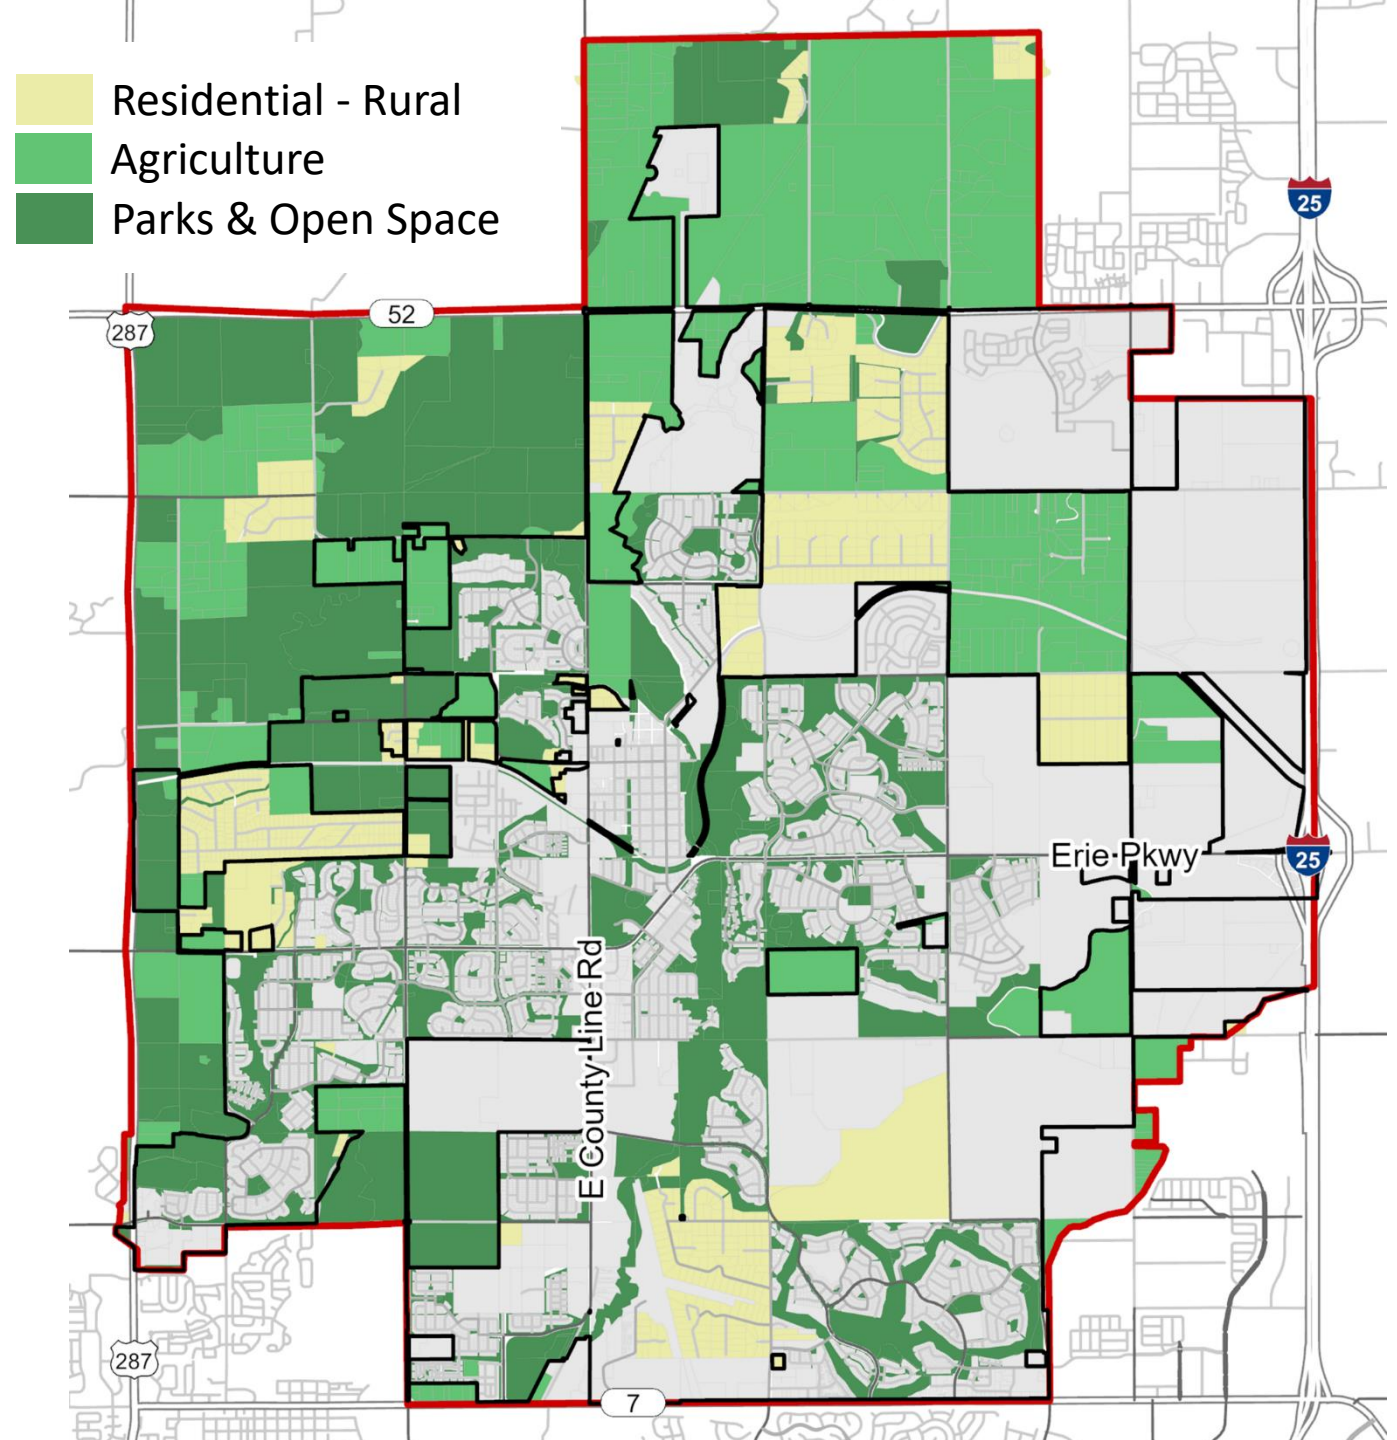 Residential - Rural
Agriculture
Parks & Open Space
25
52
287
Erie Pkwy
25
E County Line Rd
287
7